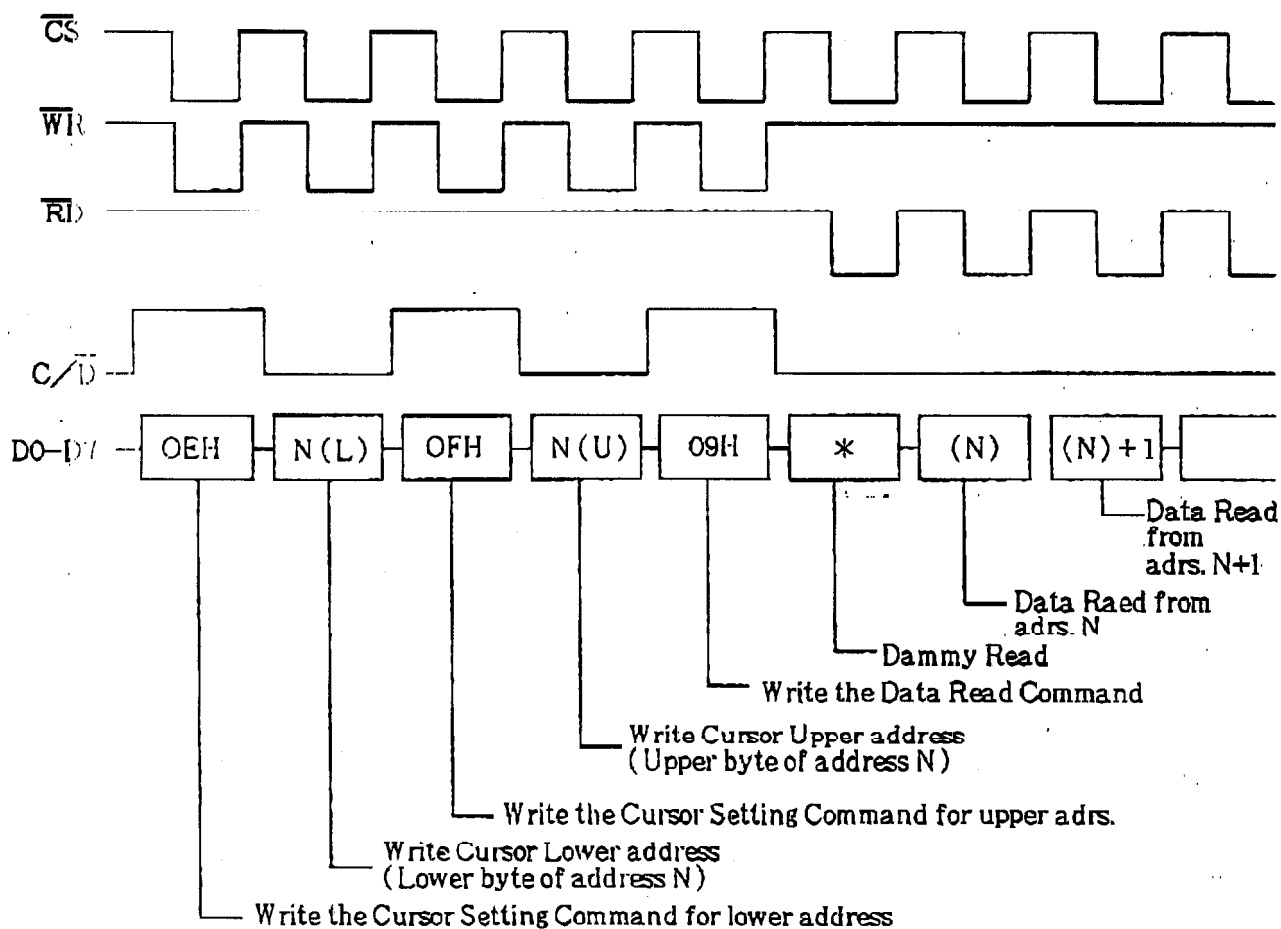 CS
WR
RD
C/D
D0-D7
OEH N(L) OFH N(U) 09H * (N) (N)+1
Data Read
from
adrs. N+1
Data Raed from
adrs. N
Dammy Read
Write the Data Read Command
Write Cursor Upper address
(Upper byte of address N)
Write the Cursor Setting Command for upper adrs.
Write Cursor Lower address
(Lower byte of address N)
Write the Cursor Setting Command for lower address